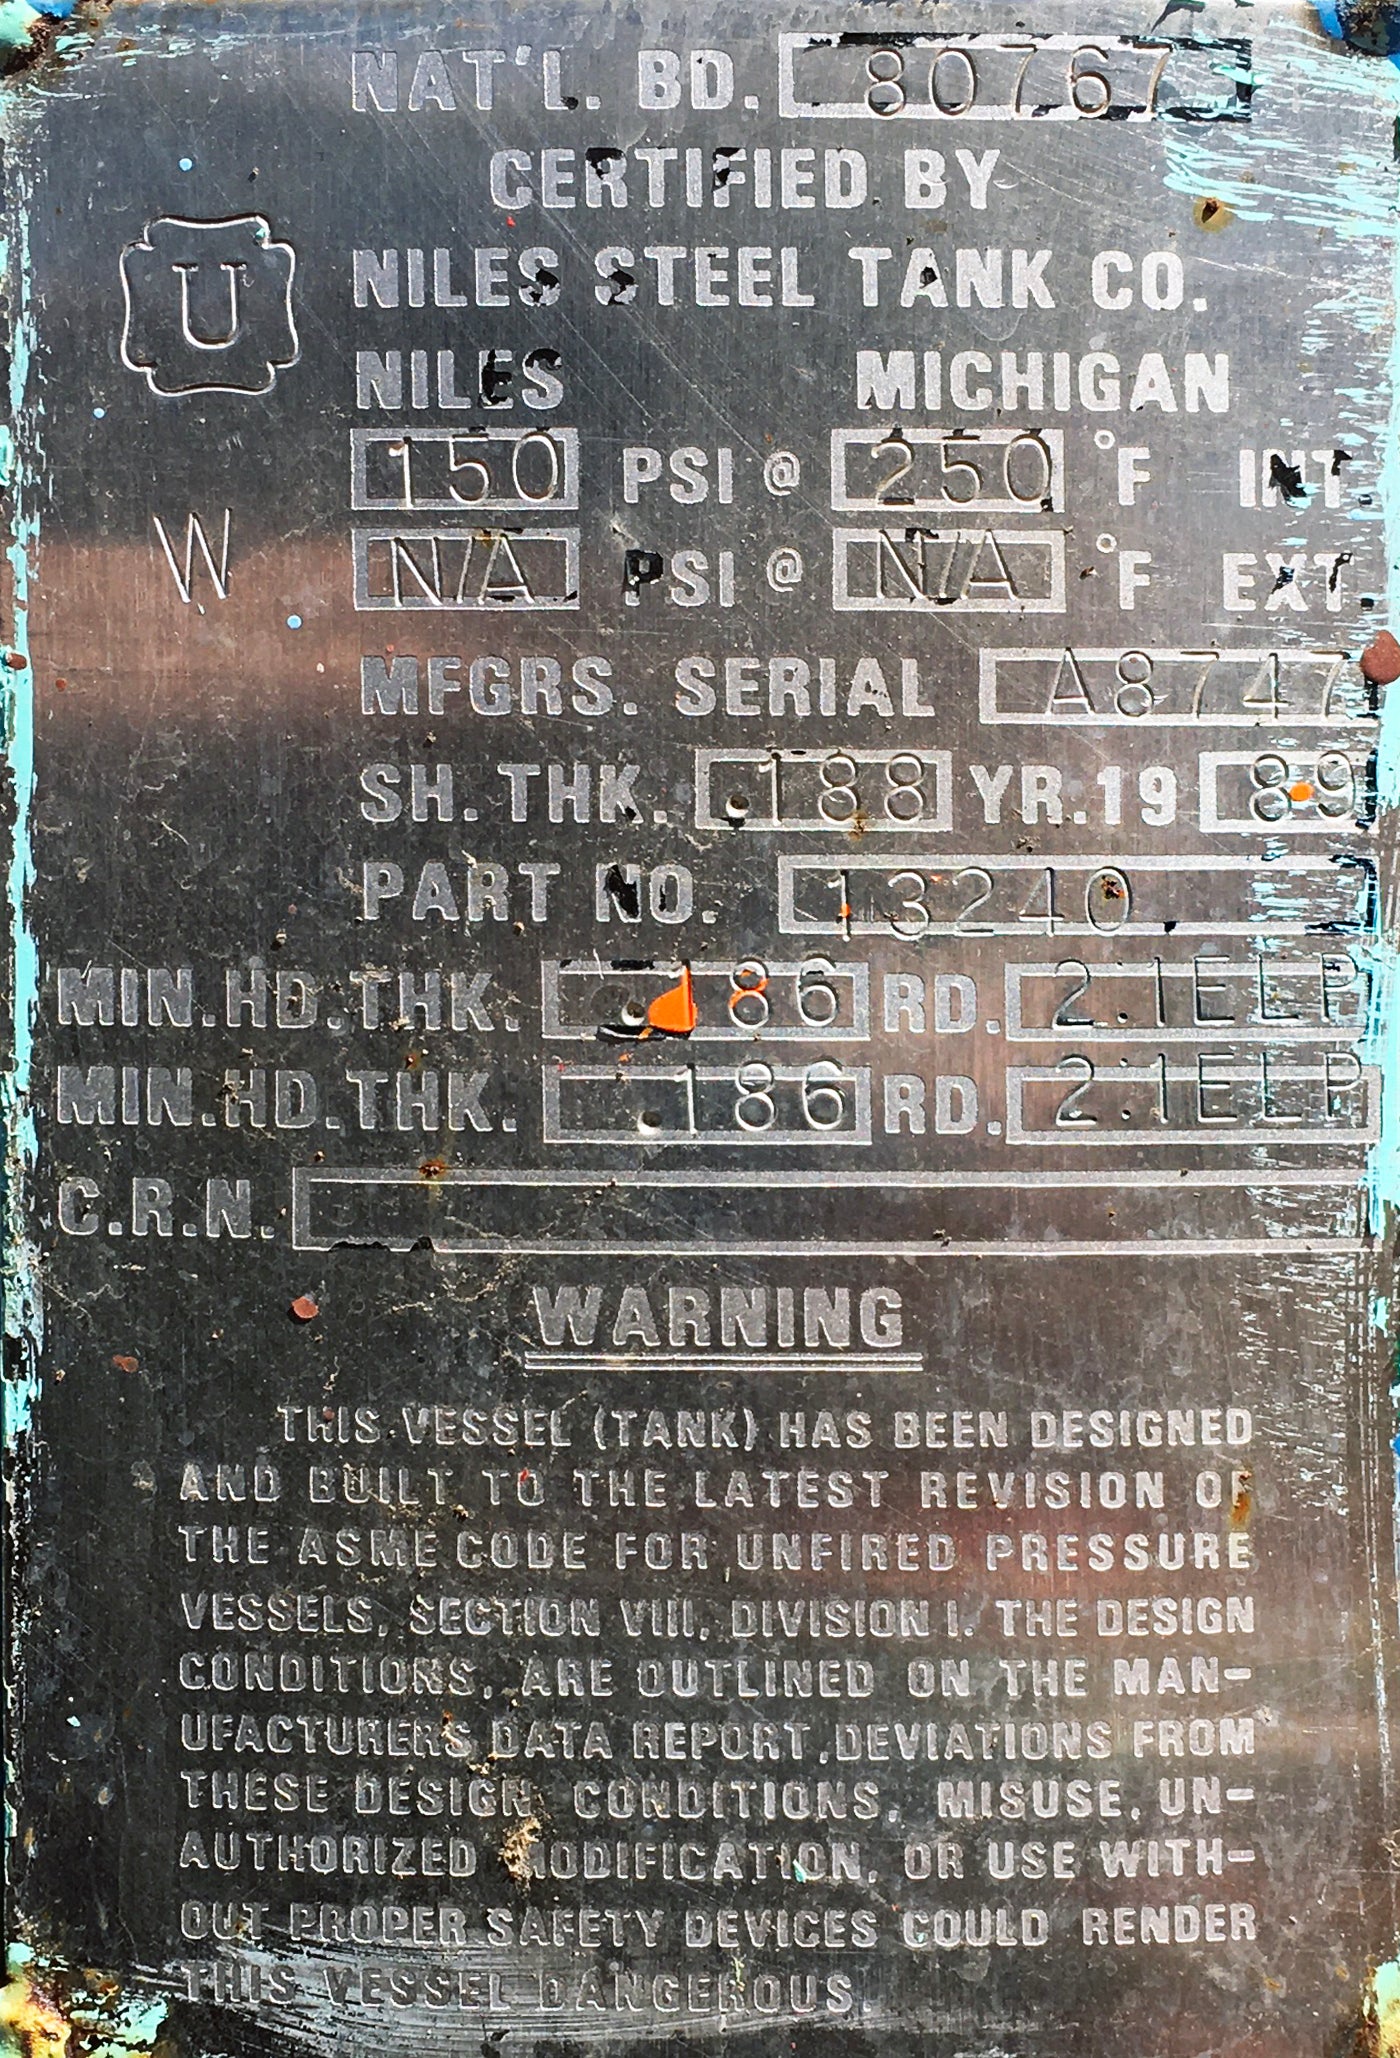 NAT'L. BD. 80767
CERTIFIED BY
U
NILES STEEL TANK CO.
NILES MICHIGAN
150 PSI @ 250 °F INT.
W
N/A PSI @ N/A °F EXT.
MFGRS. SERIAL A8747
SH. THK. .188 YR. 19 89
PART NO. 13240
MIN. HD. THK. .186 RD. 2:1ELP
MIN. HD. THK. .186 RD. 2:1ELP
C.R.N.
WARNING
THIS VESSEL (TANK) HAS BEEN DESIGNED
AND BUILT TO THE LATEST REVISION OF
THE ASME CODE FOR UNFIRED PRESSURE
VESSELS, SECTION VIII, DIVISION I. THE DESIGN
CONDITIONS, ARE OUTLINED ON THE MAN-
UFACTURERS DATA REPORT, DEVIATIONS FROM
THESE DESIGN CONDITIONS, MISUSE, UN-
AUTHORIZED MODIFICATION, OR USE WITH-
OUT PROPER SAFETY DEVICES COULD RENDER
THIS VESSEL DANGEROUS.